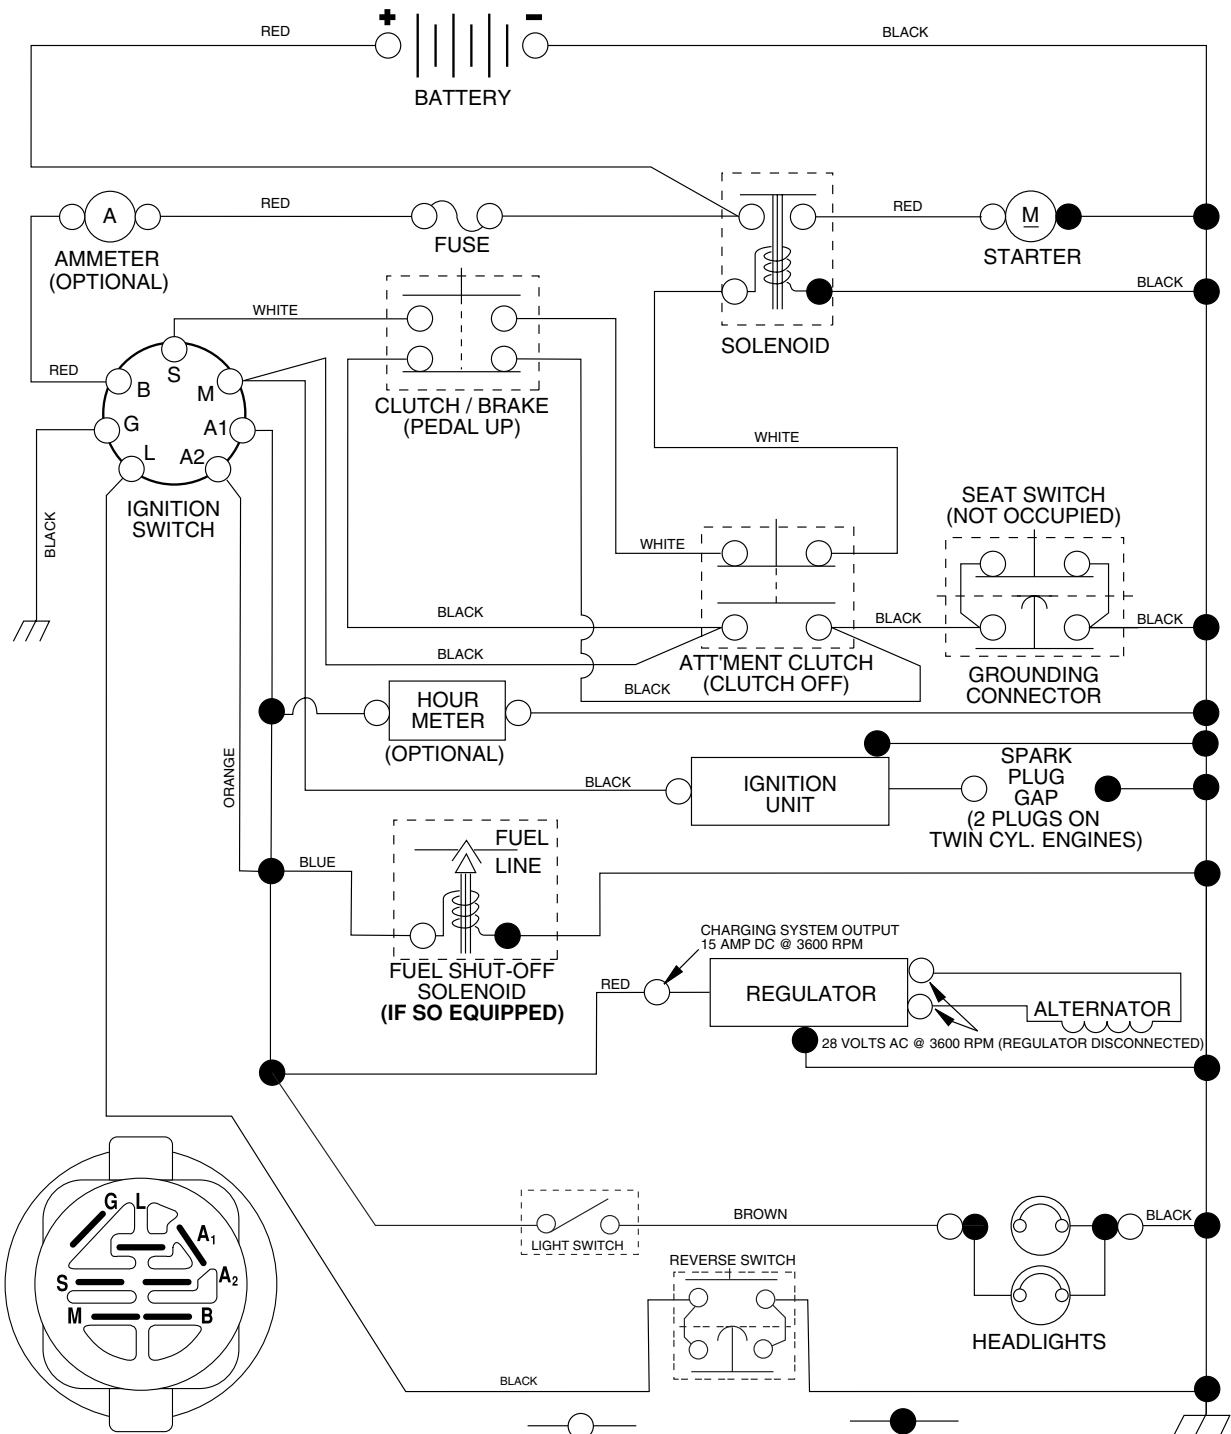 + -
RED
BLACK
BATTERY
A
RED
RED
M
AMMETER
(OPTIONAL)
FUSE
STARTER
BLACK
WHITE
SOLENOID
RED
S
B
M
G
A1
L
A2
CLUTCH / BRAKE
(PEDAL UP)
WHITE
IGNITION
SWITCH
BLACK
SEAT SWITCH
(NOT OCCUPIED)
WHITE
BLACK
BLACK
BLACK
BLACK
ATT'MENT CLUTCH
(CLUTCH OFF)
GROUNDING
CONNECTOR
BLACK
HOUR
METER
(OPTIONAL)
ORANGE
BLACK
IGNITION
UNIT
SPARK
PLUG
GAP
(2 PLUGS ON
TWIN CYL. ENGINES)
FUEL
LINE
BLUE
CHARGING SYSTEM OUTPUT
15 AMP DC @ 3600 RPM
FUEL SHUT-OFF
SOLENOID
(IF SO EQUIPPED)
RED
REGULATOR
ALTERNATOR
28 VOLTS AC @ 3600 RPM (REGULATOR DISCONNECTED)
G L
A1
S
A2
M
B
BROWN
BLACK
LIGHT SWITCH
REVERSE SWITCH
HEADLIGHTS
BLACK